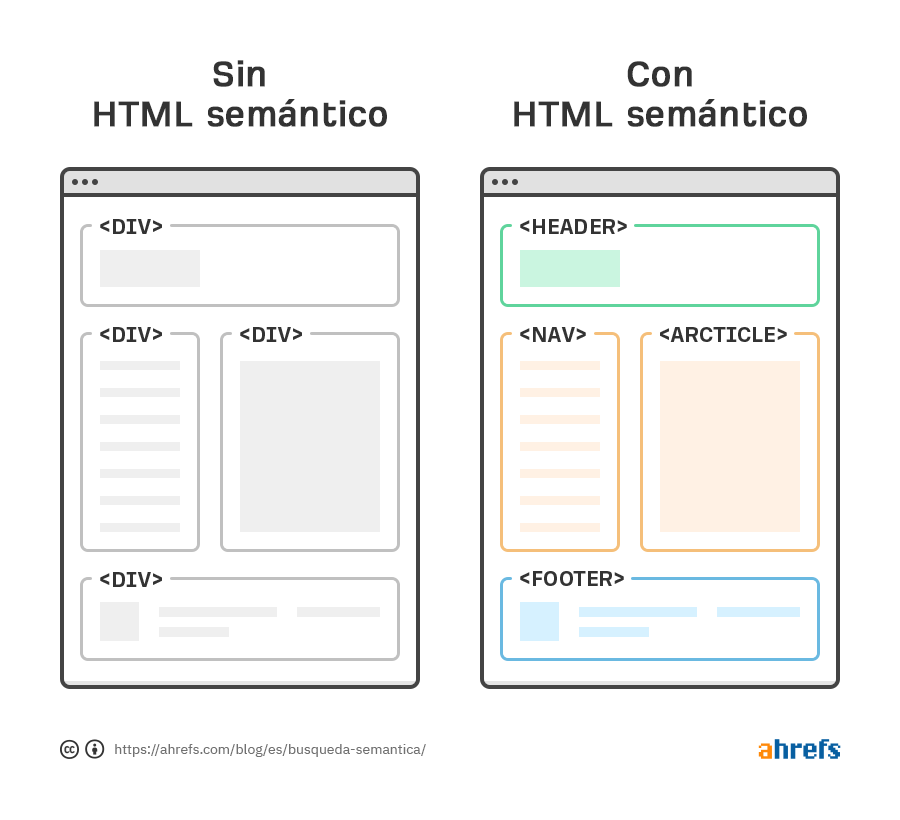 Sin
HTML semántico
Con
HTML semántico
<DIV>
<DIV>
<DIV>
<DIV>
<HEADER>
<NAV>
<ARCTICLE>
<FOOTER>
cc
https://ahrefs.com/blog/es/busqueda-semantica/
ahrefs